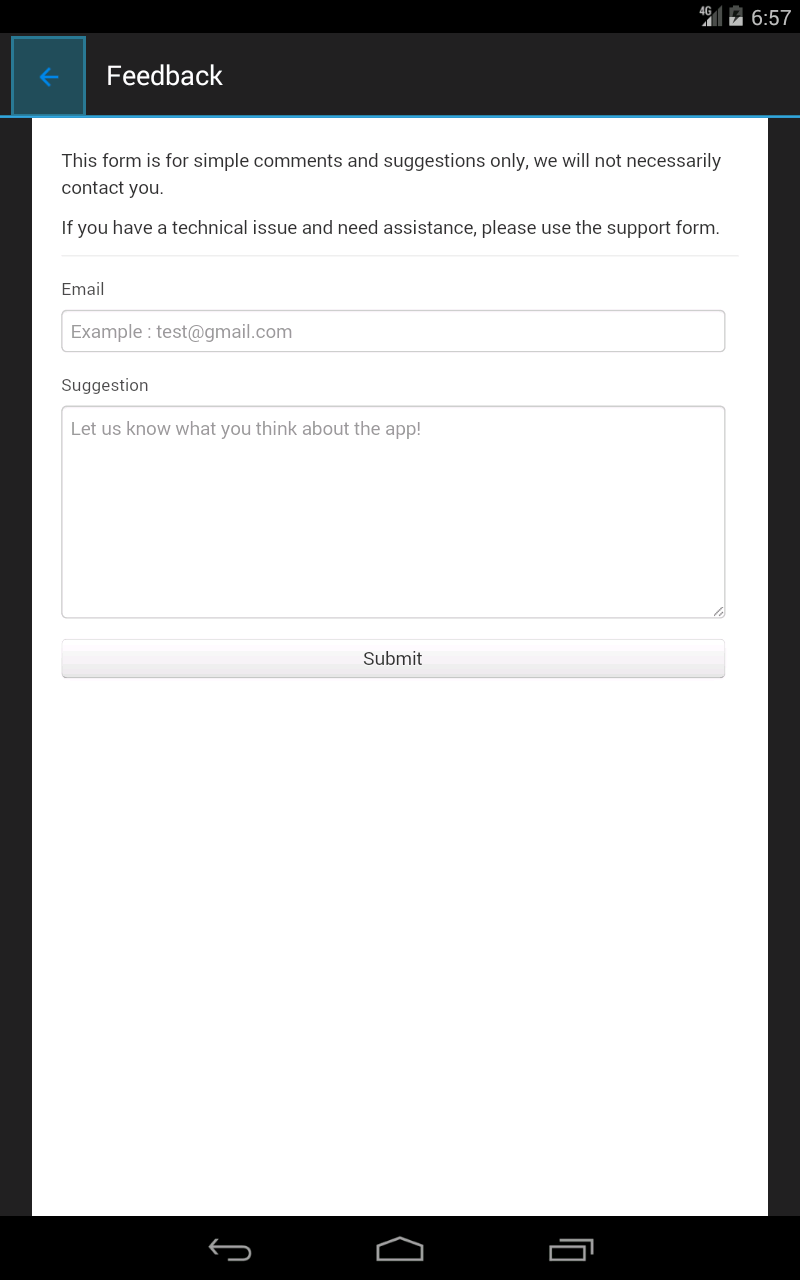 4G 6:57
Feedback
This form is for simple comments and suggestions only, we will not necessarily
contact you.
If you have a technical issue and need assistance, please use the support form.
Email
Example : test@gmail.com
Suggestion
Let us know what you think about the app!
Submit